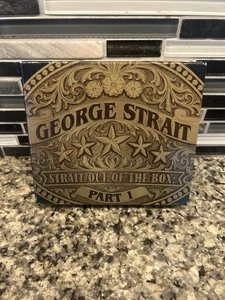 GEORGE STRAIT
STRAIT OUT OF THE BOX
PART 1